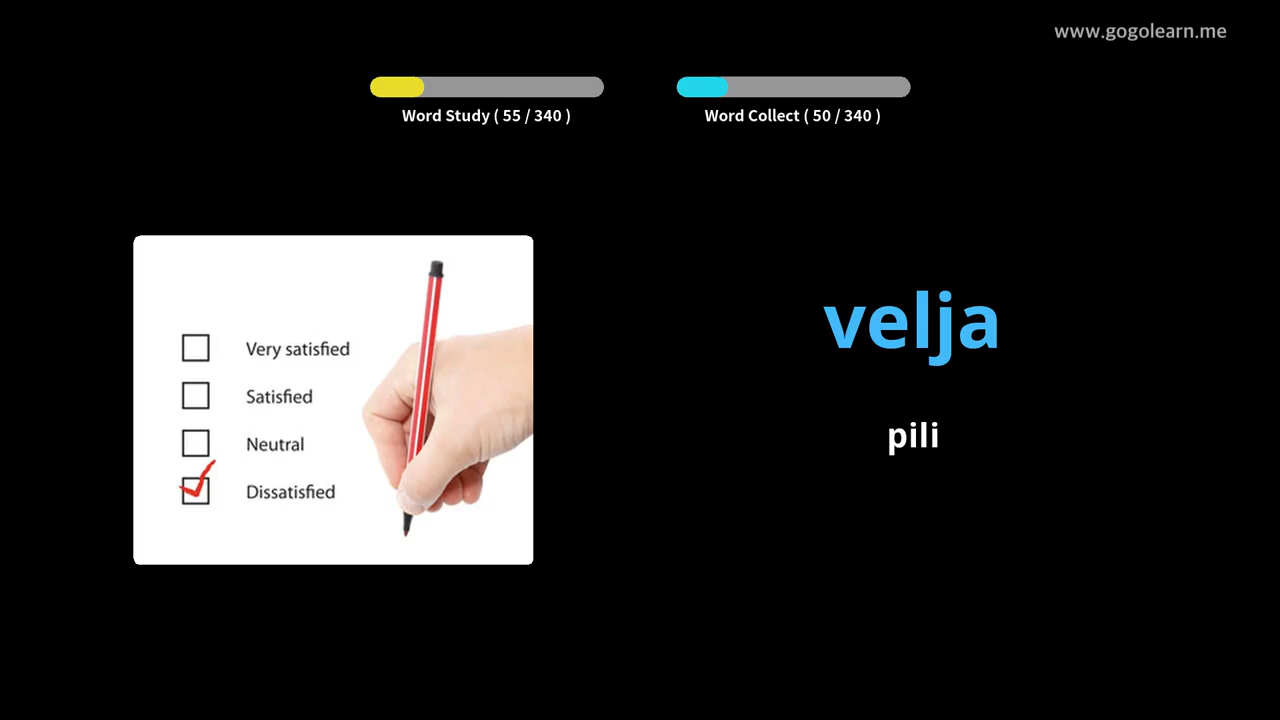 www.gogolearn.me
Word Study ( 55 / 340 )
Word Collect ( 50 / 340 )
Very satisfied
Satisfied
Neutral
Dissatisfied
velja
pili